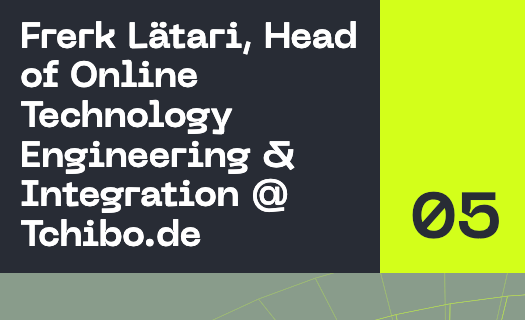 Frerk Lätari, Head
of Online
Technology
Engineering &
Integration @
Tchibo.de
05